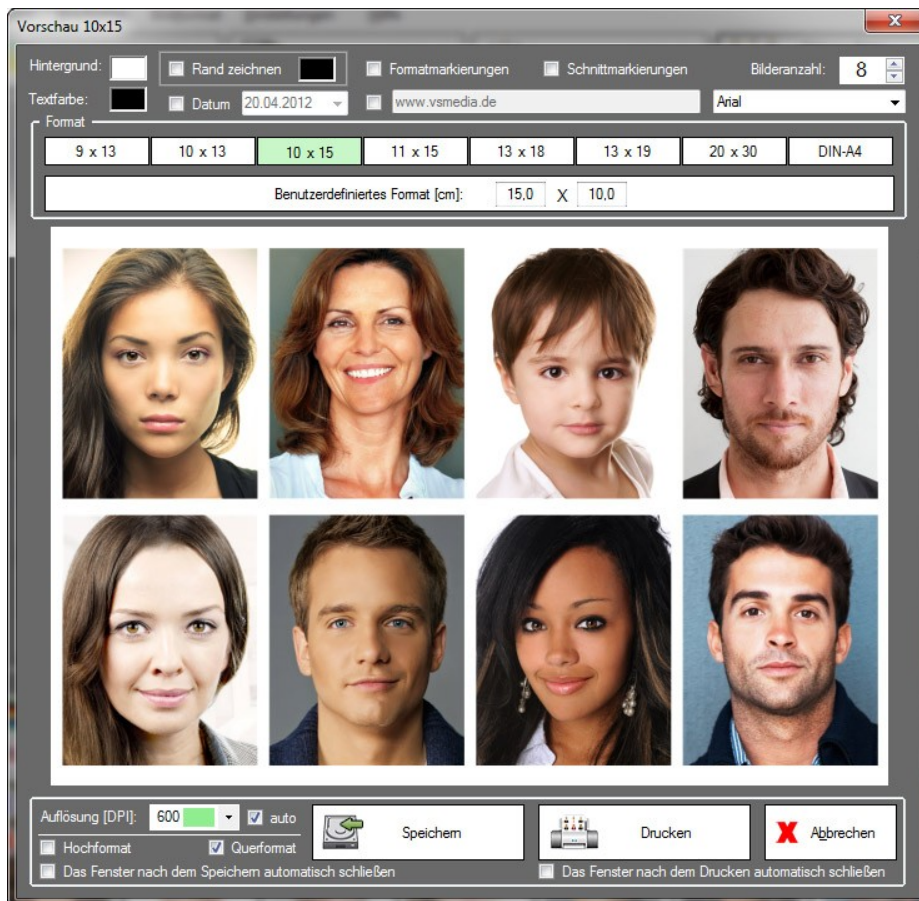 Vorschau 10x15
Hintergrund: Rand zeichnen Formatmarkierungen Schnittmarkierungen Bilderanzahl: 8
Textfarbe: Datum 20.04.2012 www.vsmedia.de Arial
Format
9 x 13 10 x 13 10 x 15 11 x 15 13 x 18 13 x 19 20 x 30 DIN-A4
Benutzerdefiniertes Format [cm]: 15,0 X 10,0
Auflösung [DPI]: 600 auto Speichern Drucken X Abbrechen
Hochformat Querformat
Das Fenster nach dem Speichern automatisch schließen Das Fenster nach dem Drucken automatisch schließen